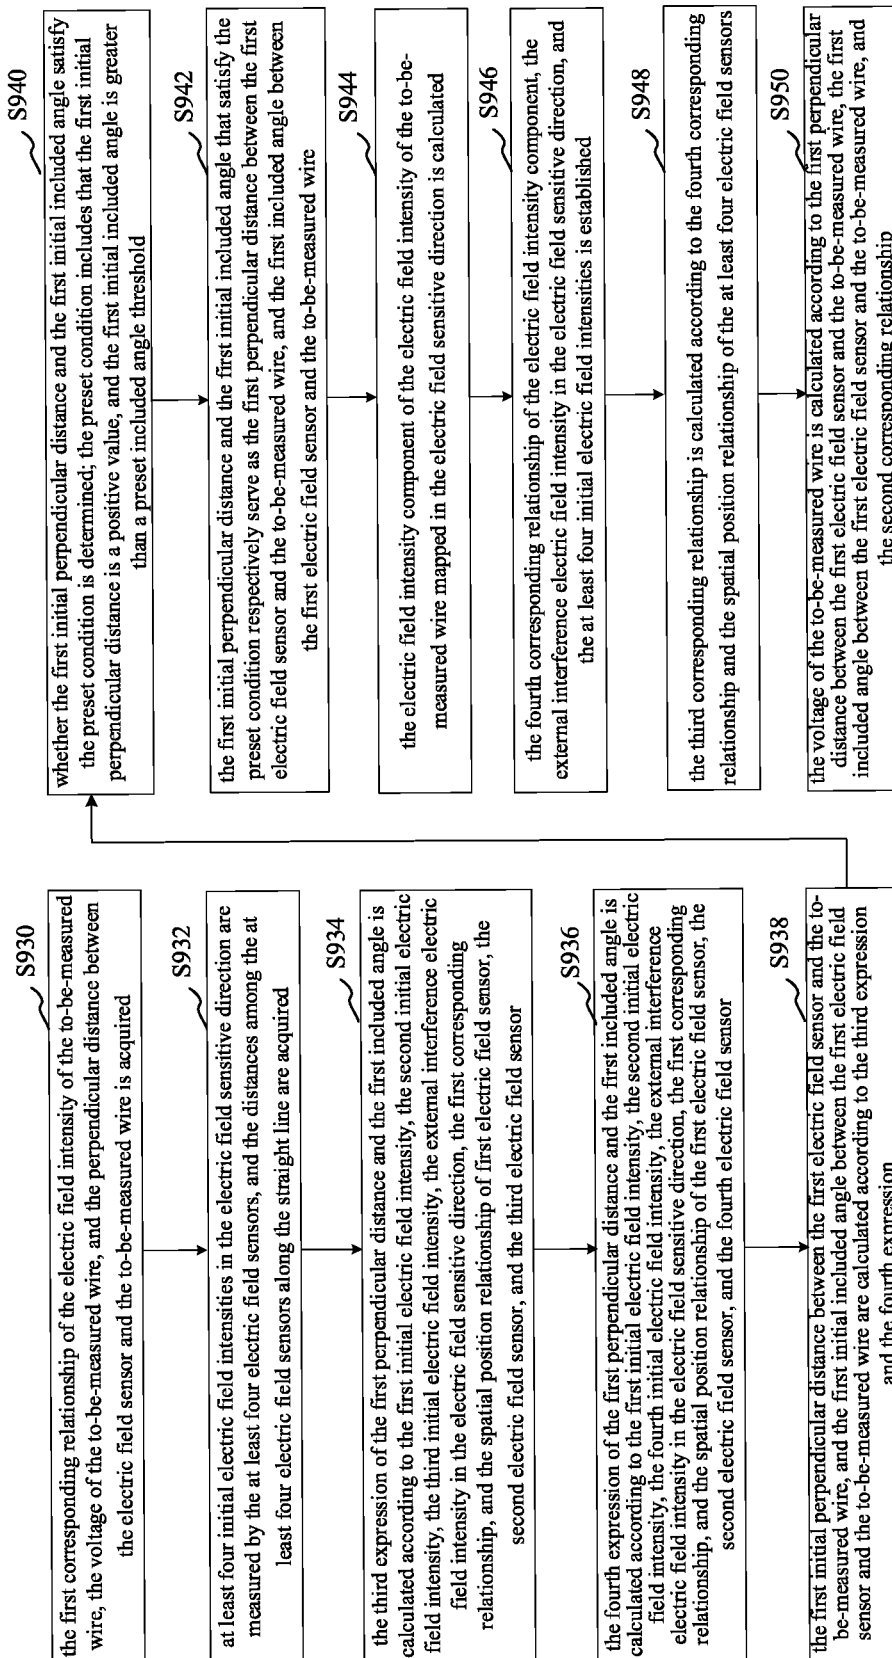 S930
the first corresponding relationship of the electric field intensity of the to-be-measured
wire, the voltage of the to-be-measured wire, and the perpendicular distance between
the electric field sensor and the to-be-measured wire is acquired
S932
at least four initial electric field intensities in the electric field sensitive direction are
measured by the at least four electric field sensors, and the distances among the at
least four electric field sensors along the straight line are acquired
S934
the third expression of the first perpendicular distance and the first included angle is
calculated according to the first initial electric field intensity, the second initial electric
field intensity, the third initial electric field intensity, the external interference electric
field intensity in the electric field sensitive direction, the first corresponding
relationship, and the spatial position relationship of first electric field sensor, the
second electric field sensor, and the third electric field sensor
S936
the fourth expression of the first perpendicular distance and the first included angle is
calculated according to the first initial electric field intensity, the second initial electric
field intensity, the fourth initial electric field intensity, the external interference
electric field intensity in the electric field sensitive direction, the first corresponding
relationship, and the spatial position relationship of the first electric field sensor, the
second electric field sensor, and the fourth electric field sensor
S938
the first initial perpendicular distance between the first electric field sensor and the to-
be-measured wire, and the first initial included angle between the first electric field
sensor and the to-be-measured wire are calculated according to the third expression
and the fourth expression
S940
whether the first initial perpendicular distance and the first initial included angle satisfy
the preset condition is determined; the preset condition includes that the first initial
perpendicular distance is a positive value, and the first initial included angle is greater
than a preset included angle threshold
S942
the first initial perpendicular distance and the first initial included angle that satisfy the
preset condition respectively serve as the first perpendicular distance between the first
electric field sensor and the to-be-measured wire, and the first included angle between
the first electric field sensor and the to-be-measured wire
S944
the electric field intensity component of the electric field intensity of the to-be-
measured wire mapped in the electric field sensitive direction is calculated
S946
the fourth corresponding relationship of the electric field intensity component, the
external interference electric field intensity in the electric field sensitive direction, and
the at least four initial electric field intensities is established
S948
the third corresponding relationship is calculated according to the fourth corresponding
relationship and the spatial position relationship of the at least four electric field sensors
S950
the voltage of the to-be-measured wire is calculated according to the first perpendicular
distance between the first electric field sensor and the to-be-measured wire, the first
included angle between the first electric field sensor and the to-be-measured wire, and
the second corresponding relationship